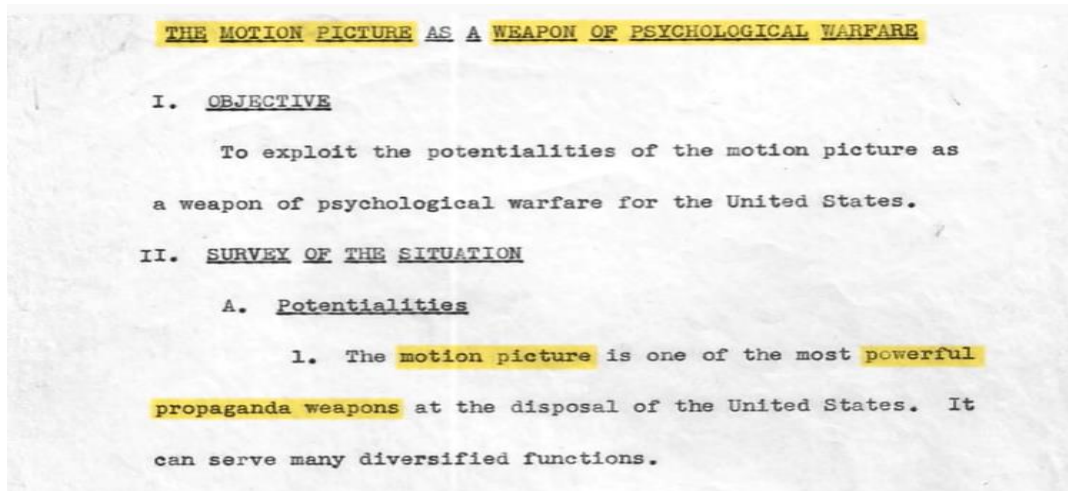 THE MOTION PICTURE AS A WEAPON OF PSYCHOLOGICAL WARFARE
I. OBJECTIVE
To exploit the potentialities of the motion picture as
a weapon of psychological warfare for the United States.
II. SURVEY OF THE SITUATION
A. Potentialities
1. The motion picture is one of the most powerful
propaganda weapons at the disposal of the United States. It
can serve many diversified functions.